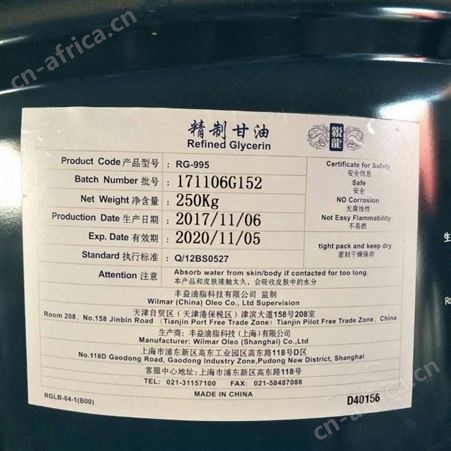 cn-africa.cn
精制甘油
Refined Glycerin
锐龙
Product Code 产品型号: RG-995
Batch Number 批号: 171106G152
Net Weight 净重量: 250Kg
Production Date 生产日期: 2017/11/06
Exp. Date 有效期: 2020/11/05
Standard 执行标准: Q/12BS0527
Certificate for Safety
安全信息
Safe
安全
NO Corrosion
无腐蚀性
Not Easy Flammability
不易燃
tight pack and keep dry
密封干燥保存
Attention 注意: Absorb water from skin/body if contacted for too long.
本产品和皮肤接触太久，会吸收皮肤中的水分
丰益油脂科技有限公司 监制
Wilmar (China) Oleo Co., Ltd Supervision
天津自贸区（天津港保税区）津滨大道158号208室
Room 208, No.158 Jinbin Road Tianjin Port Free Trade Zone; Tianjin Pilot Free Trade Zone;
生产商：丰益油脂科技（上海）有限公司
Manufacturer: Wilmar Oleo (Shanghai) Co., Ltd.
上海市浦东新区高东工业园区高东路118号D区
No.118D Gaodong Road, Gaodong Industry Zone,Pudong New District, Shanghai
客服中心地址：上海市浦东新区高东路118号
TEL: 021-31157100 FAX: 021-58487088
MADE IN CHINA
RGLB-04-1(B00)
D40156
cn-africa.cn